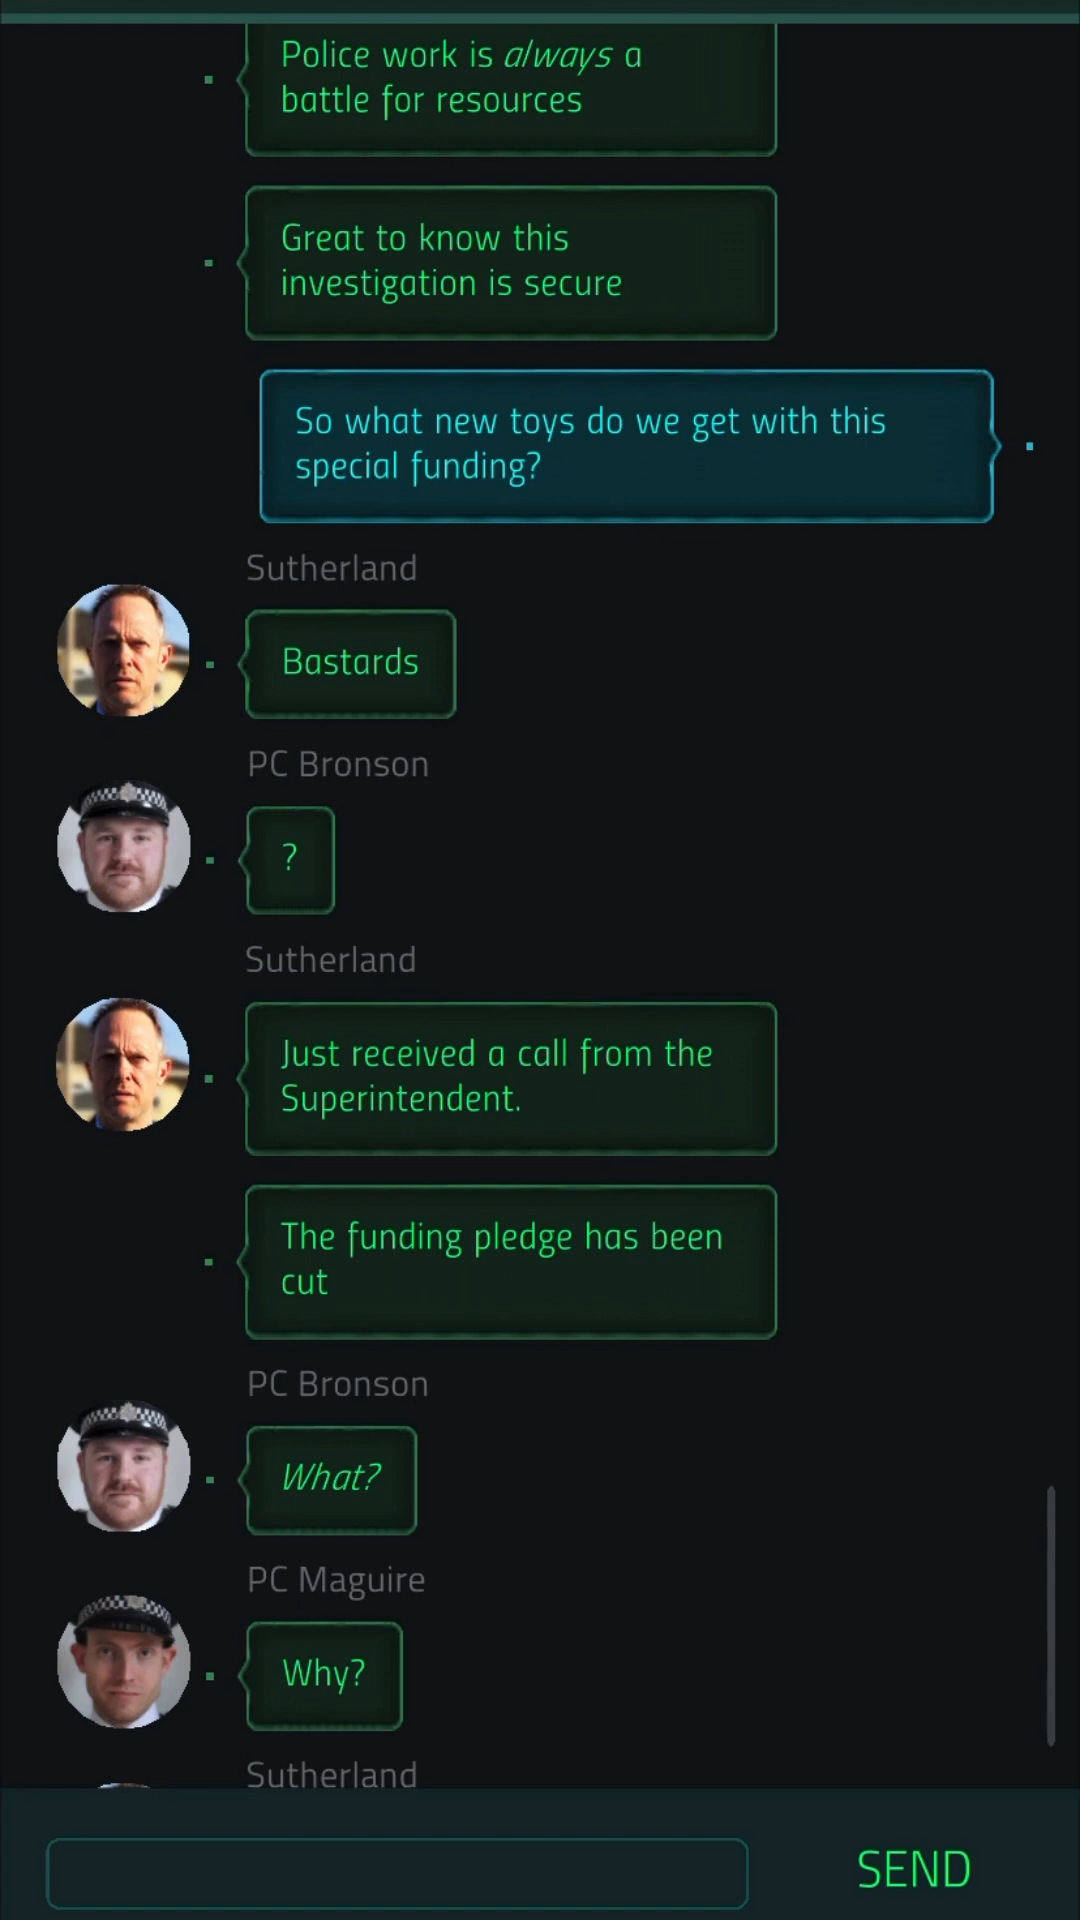 Police work is always a
battle for resources
Great to know this
investigation is secure
So what new toys do we get with this
special funding?
Sutherland
Bastards
PC Bronson
?
Sutherland
Just received a call from the
Superintendent.
The funding pledge has been
cut
PC Bronson
What?
PC Maguire
Why?
Sutherland
SEND